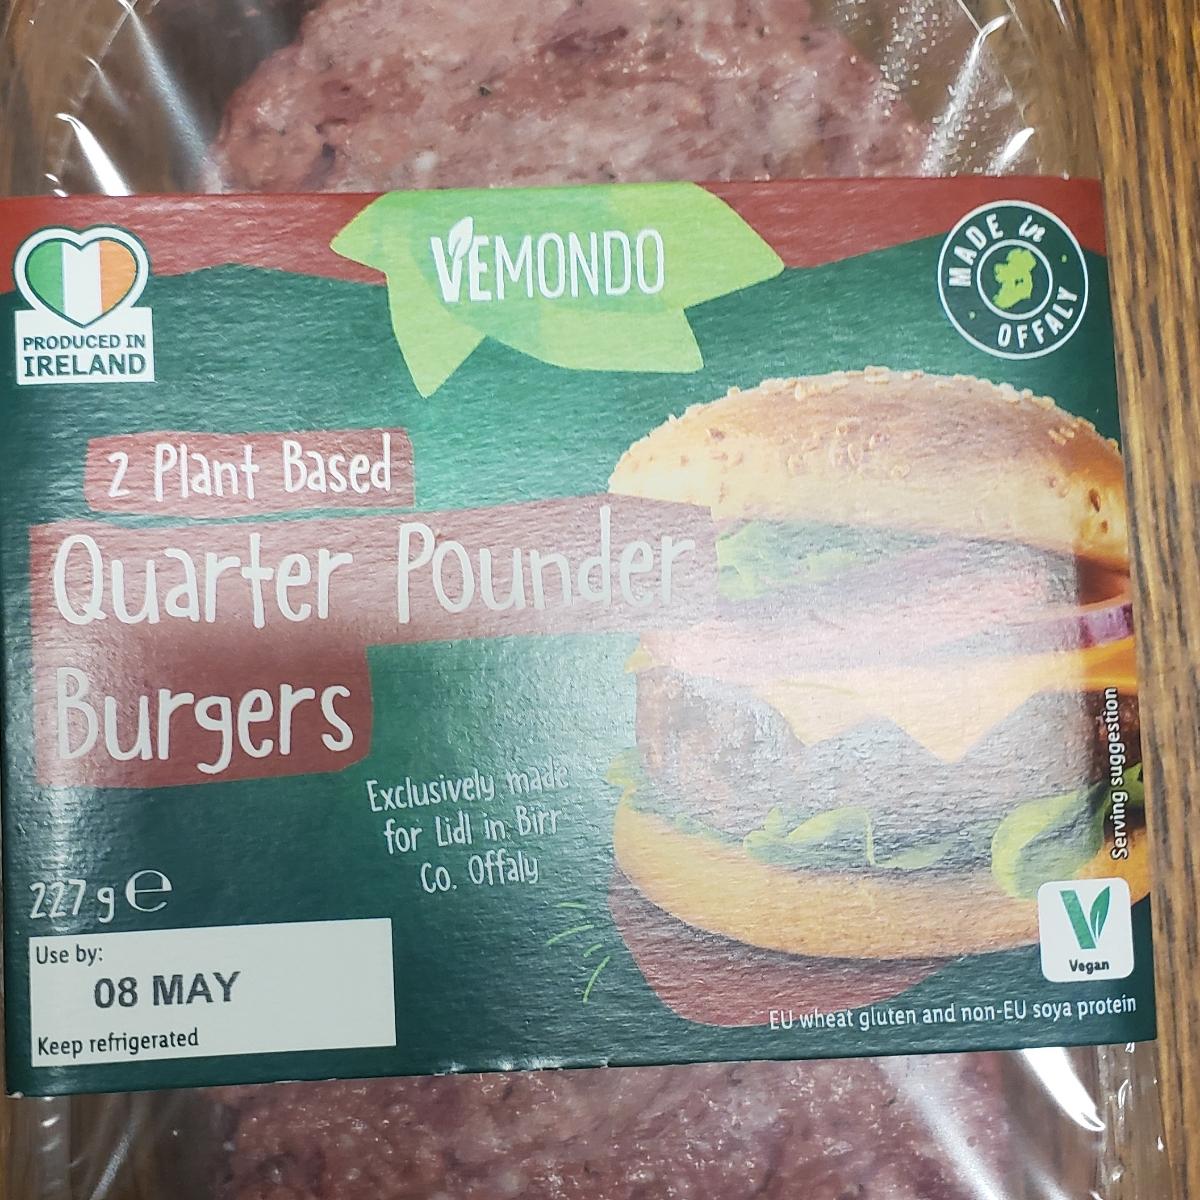 VEMONDO
MADE in
OFFALY
PRODUCED IN
IRELAND
2 Plant Based
Quarter Pounder
Burgers
Exclusively made
for Lidl in Birr
Co. Offaly
Serving suggestion
227 g e
Use by:
08 MAY
Keep refrigerated
V
Vegan
EU wheat gluten and non-EU soya protein